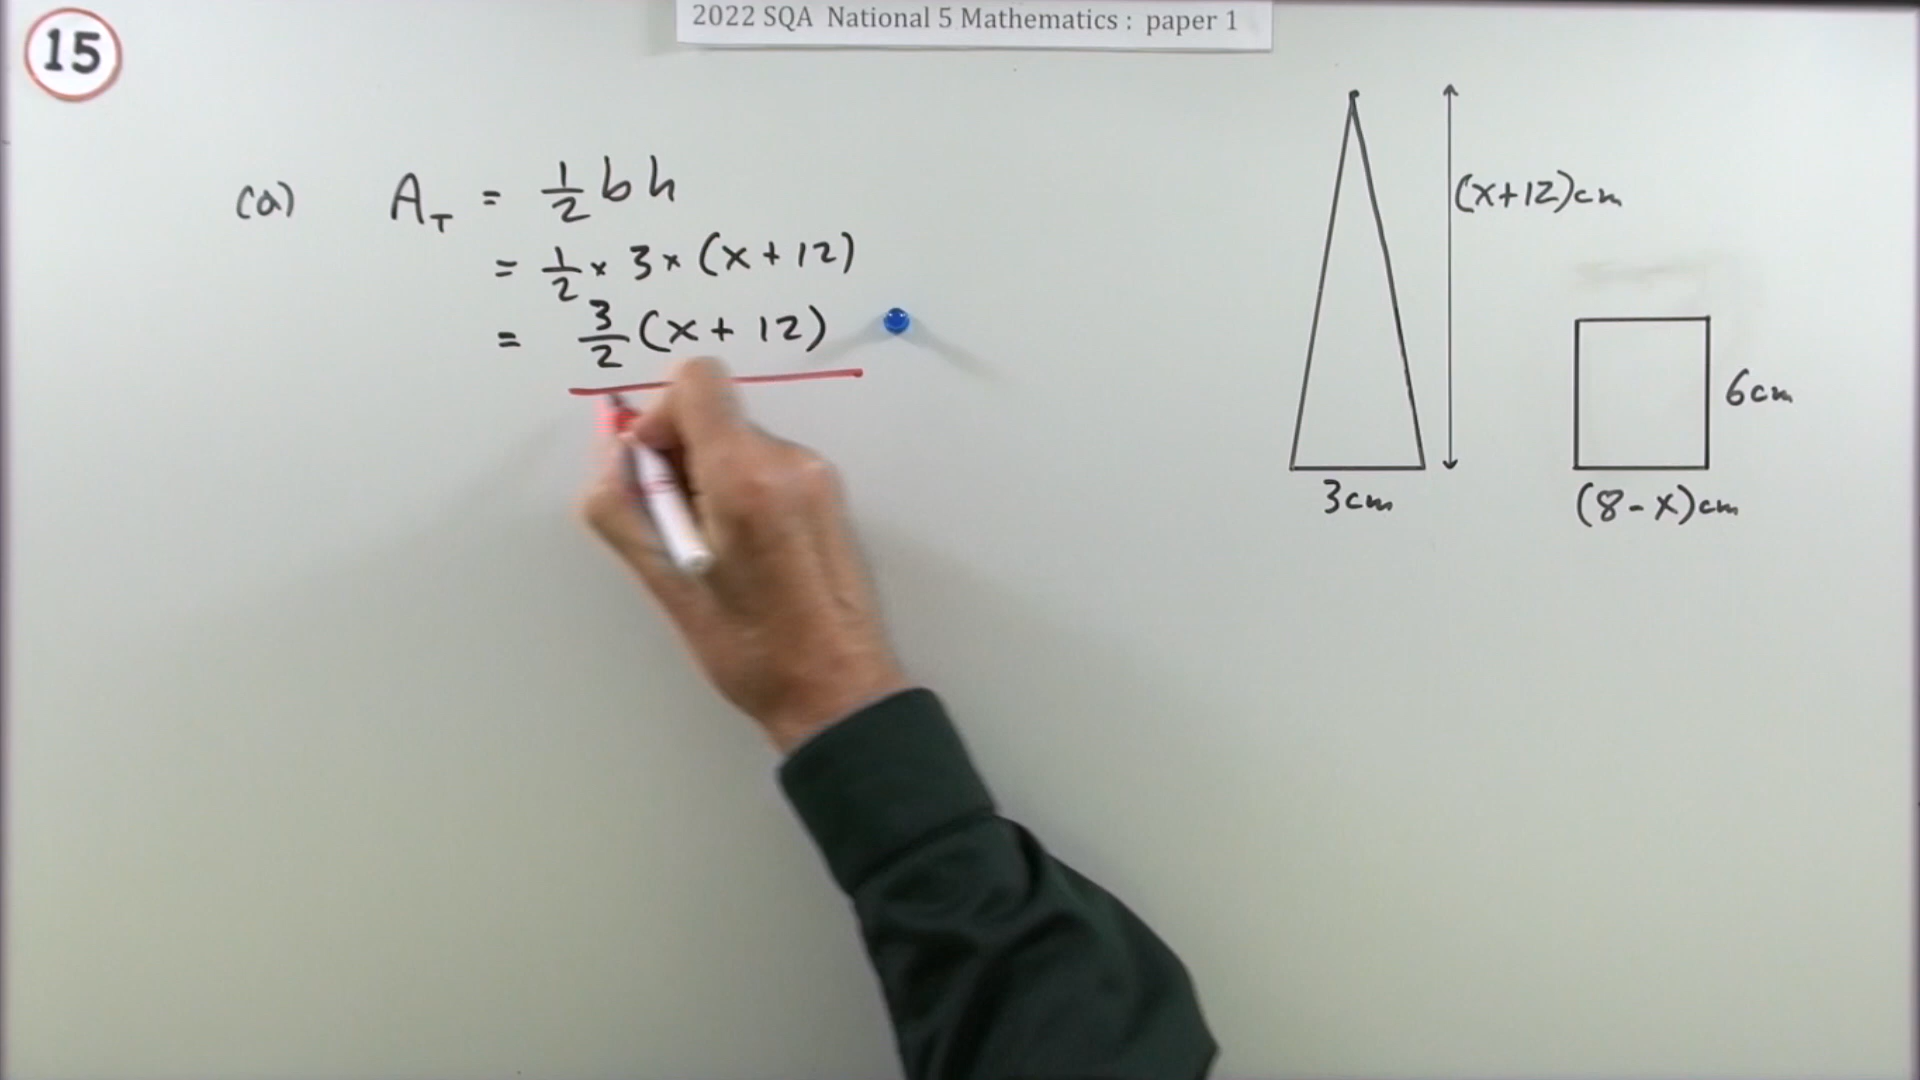 15
2022 SQA National 5 Mathematics : paper 1
(a) A_T = 1/2 b h
= 1/2 × 3 × (x + 12)
= 3/2 (x + 12)
(x+12)cm
3cm
6cm
(8-x)cm